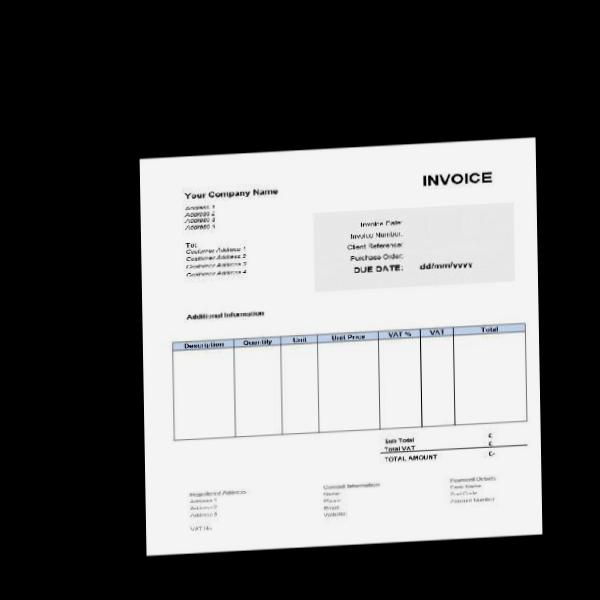 INVOICE
Your Company Name
Address 1
Address 2
Address 3
Address 4
Invoice Date:
Invoice Number:
Client Reference:
Purchase Order:
DUE DATE: dd/mm/yyyy
To:
Customer Address 1
Customer Address 2
Customer Address 3
Customer Address 4
Additional Information
Description Quantity Unit Unit Price VAT % VAT Total
Sub Total £
Total VAT £
TOTAL AMOUNT £-
Registered Address
Address 1
Address 2
Address 3
VAT No
Contact Information
Name:
Phone:
Email:
Website:
Payment Details
Bank Name
Sort Code
Account Number